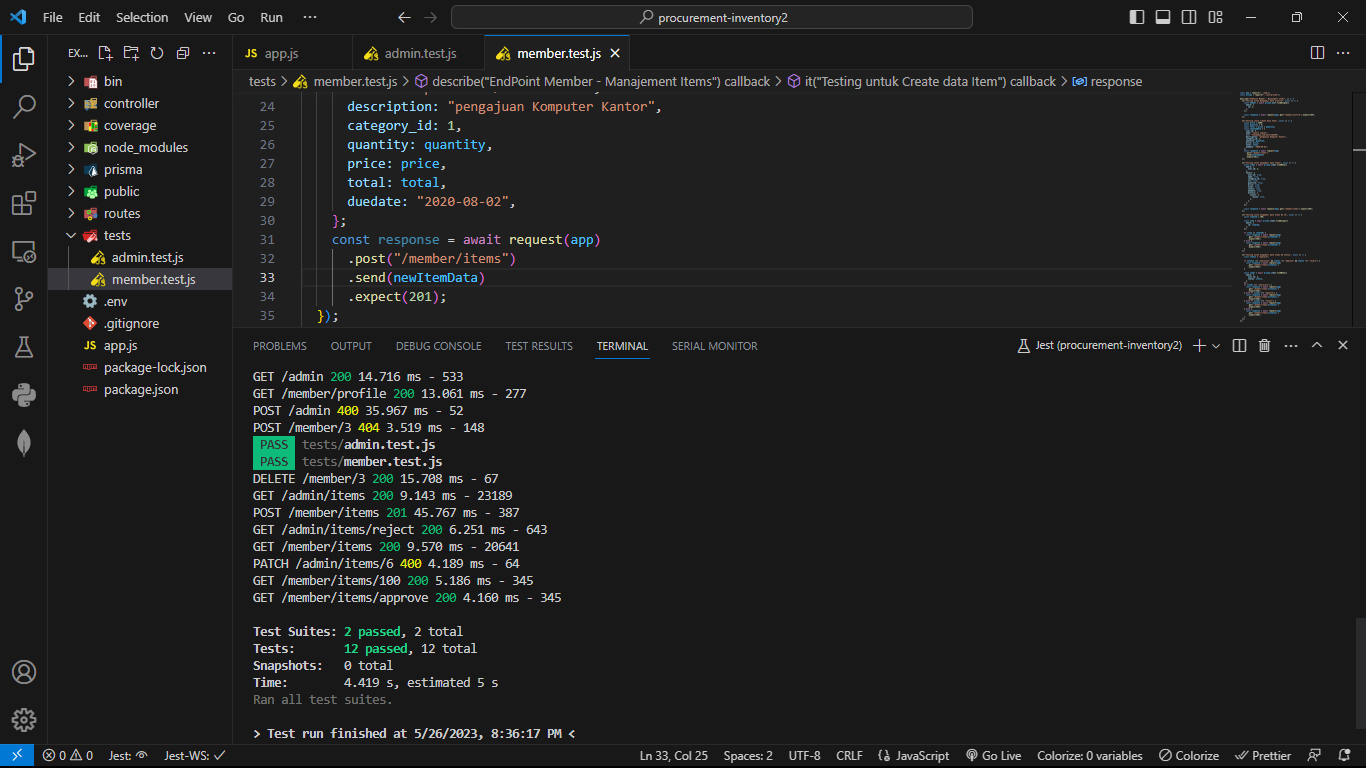 File Edit Selection View Go Run ···
procurement-inventory2
EX...
JS app.js
admin.test.js
member.test.js
tests > member.test.js > describe("EndPoint Member - Manajement Items") callback > it("Testing untuk Create data Item") callback > response
bin
controller
coverage
node_modules
prisma
public
routes
tests
admin.test.js
member.test.js
.env
.gitignore
JS app.js
package-lock.json
package.json
24 description: "pengajuan Komputer Kantor",
25 category_id: 1,
26 quantity: quantity,
27 price: price,
28 total: total,
29 duedate: "2020-08-02",
30 };
31 const response = await request(app)
32 .post("/member/items")
33 .send(newItemData)
34 .expect(201);
35 });
PROBLEMS OUTPUT DEBUG CONSOLE TEST RESULTS TERMINAL SERIAL MONITOR
Jest (procurement-inventory2)
GET /admin 200 14.716 ms - 533
GET /member/profile 200 13.061 ms - 277
POST /admin 400 35.967 ms - 52
POST /member/3 404 3.519 ms - 148
PASS tests/admin.test.js
PASS tests/member.test.js
DELETE /member/3 200 15.708 ms - 67
GET /admin/items 200 9.143 ms - 23189
POST /member/items 201 45.767 ms - 387
GET /admin/items/reject 200 6.251 ms - 643
GET /member/items 200 9.570 ms - 20641
PATCH /admin/items/6 400 4.189 ms - 64
GET /member/items/100 200 5.186 ms - 345
GET /member/items/approve 200 4.160 ms - 345
Test Suites: 2 passed, 2 total
Tests: 12 passed, 12 total
Snapshots: 0 total
Time: 4.419 s, estimated 5 s
Ran all test suites.
> Test run finished at 5/26/2023, 8:36:17 PM <
0 0 Jest: Jest-WS: Ln 33, Col 25 Spaces: 2 UTF-8 CRLF JavaScript Go Live Colorize: 0 variables Colorize Prettier